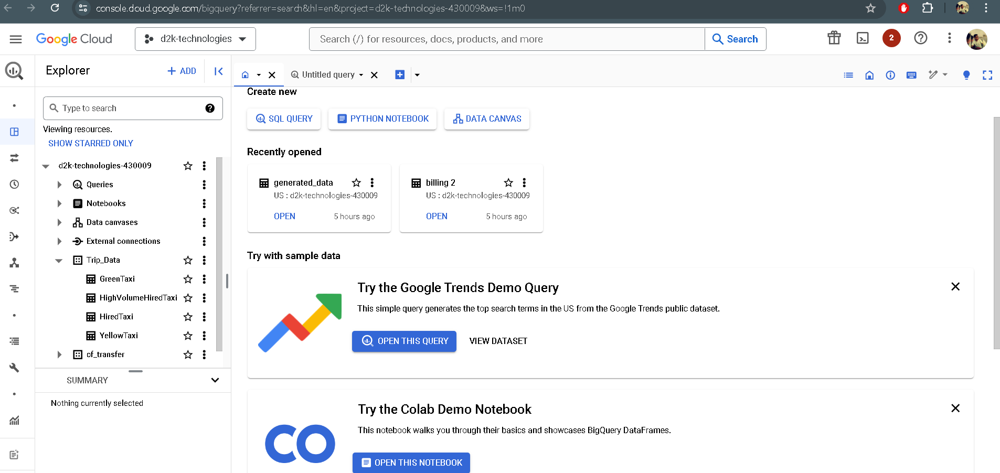 console.cloud.google.com/bigquery?referrer=search&hl=en&project=d2k-technologies-430009&ws=!1m0
Google Cloud
d2k-technologies
Search (/) for resources, docs, products, and more
Search
2
Explorer
+ ADD
Untitled query
Type to search
Viewing resources.
SHOW STARRED ONLY
d2k-technologies-430009
Queries
Notebooks
Data canvases
External connections
Trip_Data
GreenTaxi
HighVolumeHiredTaxi
HiredTaxi
YellowTaxi
cf_transfer
SUMMARY
Nothing currently selected
Create new
SQL QUERY
PYTHON NOTEBOOK
DATA CANVAS
Recently opened
generated_data
US : d2k-technologies-430009
OPEN
5 hours ago
billing 2
US : d2k-technologies-430009
OPEN
5 hours ago
Try with sample data
Try the Google Trends Demo Query
This simple query generates the top search terms in the US from the Google Trends public dataset.
OPEN THIS QUERY
VIEW DATASET
Try the Colab Demo Notebook
This notebook walks you through their basics and showcases BigQuery DataFrames.
OPEN THIS NOTEBOOK